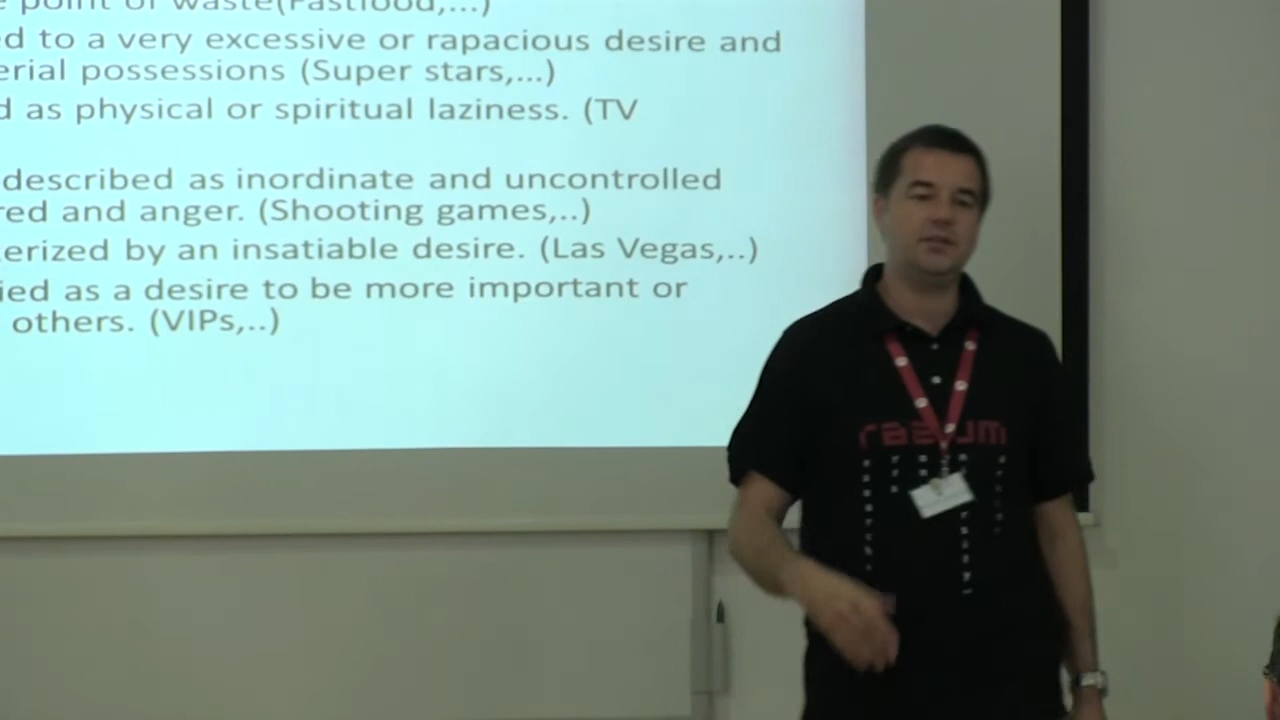 point of waste(Fastfood,...)
ed to a very excessive or rapacious desire and
erial possessions (Super stars,...)
d as physical or spiritual laziness. (TV
described as inordinate and uncontrolled
red and anger. (Shooting games,..)
erized by an insatiable desire. (Las Vegas,..)
ied as a desire to be more important or
others. (VIPs,..)